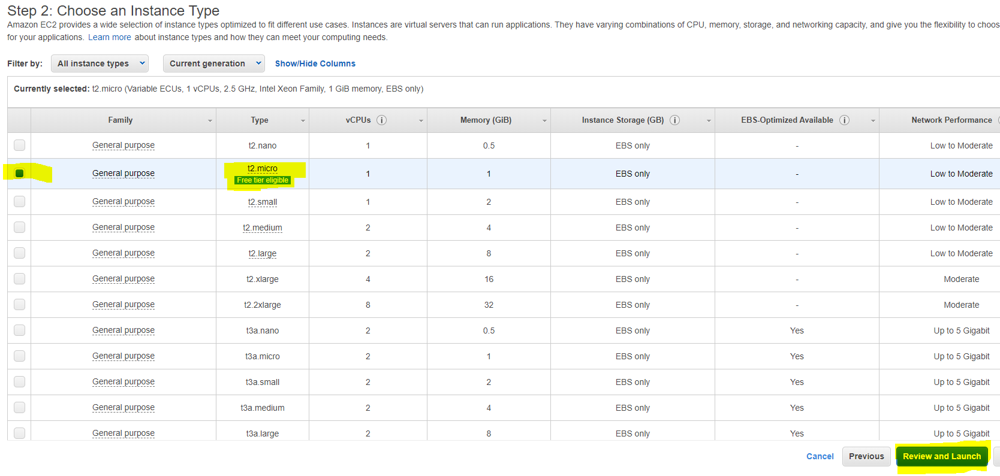 Step 2: Choose an Instance Type
Amazon EC2 provides a wide selection of instance types optimized to fit different use cases. Instances are virtual servers that can run applications. They have varying combinations of CPU, memory, storage, and networking capacity, and give you the flexibility to choos
for your applications. Learn more about instance types and how they can meet your computing needs.
Filter by: All instance types Current generation Show/Hide Columns
Currently selected: t2.micro (Variable ECUs, 1 vCPUs, 2.5 GHz, Intel Xeon Family, 1 GiB memory, EBS only)
Family Type vCPUs i Memory (GiB) Instance Storage (GB) i EBS-Optimized Available i Network Performance
General purpose t2.nano 1 0.5 EBS only - Low to Moderate
General purpose t2.micro Free tier eligible 1 1 EBS only - Low to Moderate
General purpose t2.small 1 2 EBS only - Low to Moderate
General purpose t2.medium 2 4 EBS only - Low to Moderate
General purpose t2.large 2 8 EBS only - Low to Moderate
General purpose t2.xlarge 4 16 EBS only - Moderate
General purpose t2.2xlarge 8 32 EBS only - Moderate
General purpose t3a.nano 2 0.5 EBS only Yes Up to 5 Gigabit
General purpose t3a.micro 2 1 EBS only Yes Up to 5 Gigabit
General purpose t3a.small 2 2 EBS only Yes Up to 5 Gigabit
General purpose t3a.medium 2 4 EBS only Yes Up to 5 Gigabit
General purpose t3a.large 2 8 EBS only Yes Up to 5 Gigabit
Cancel Previous Review and Launch